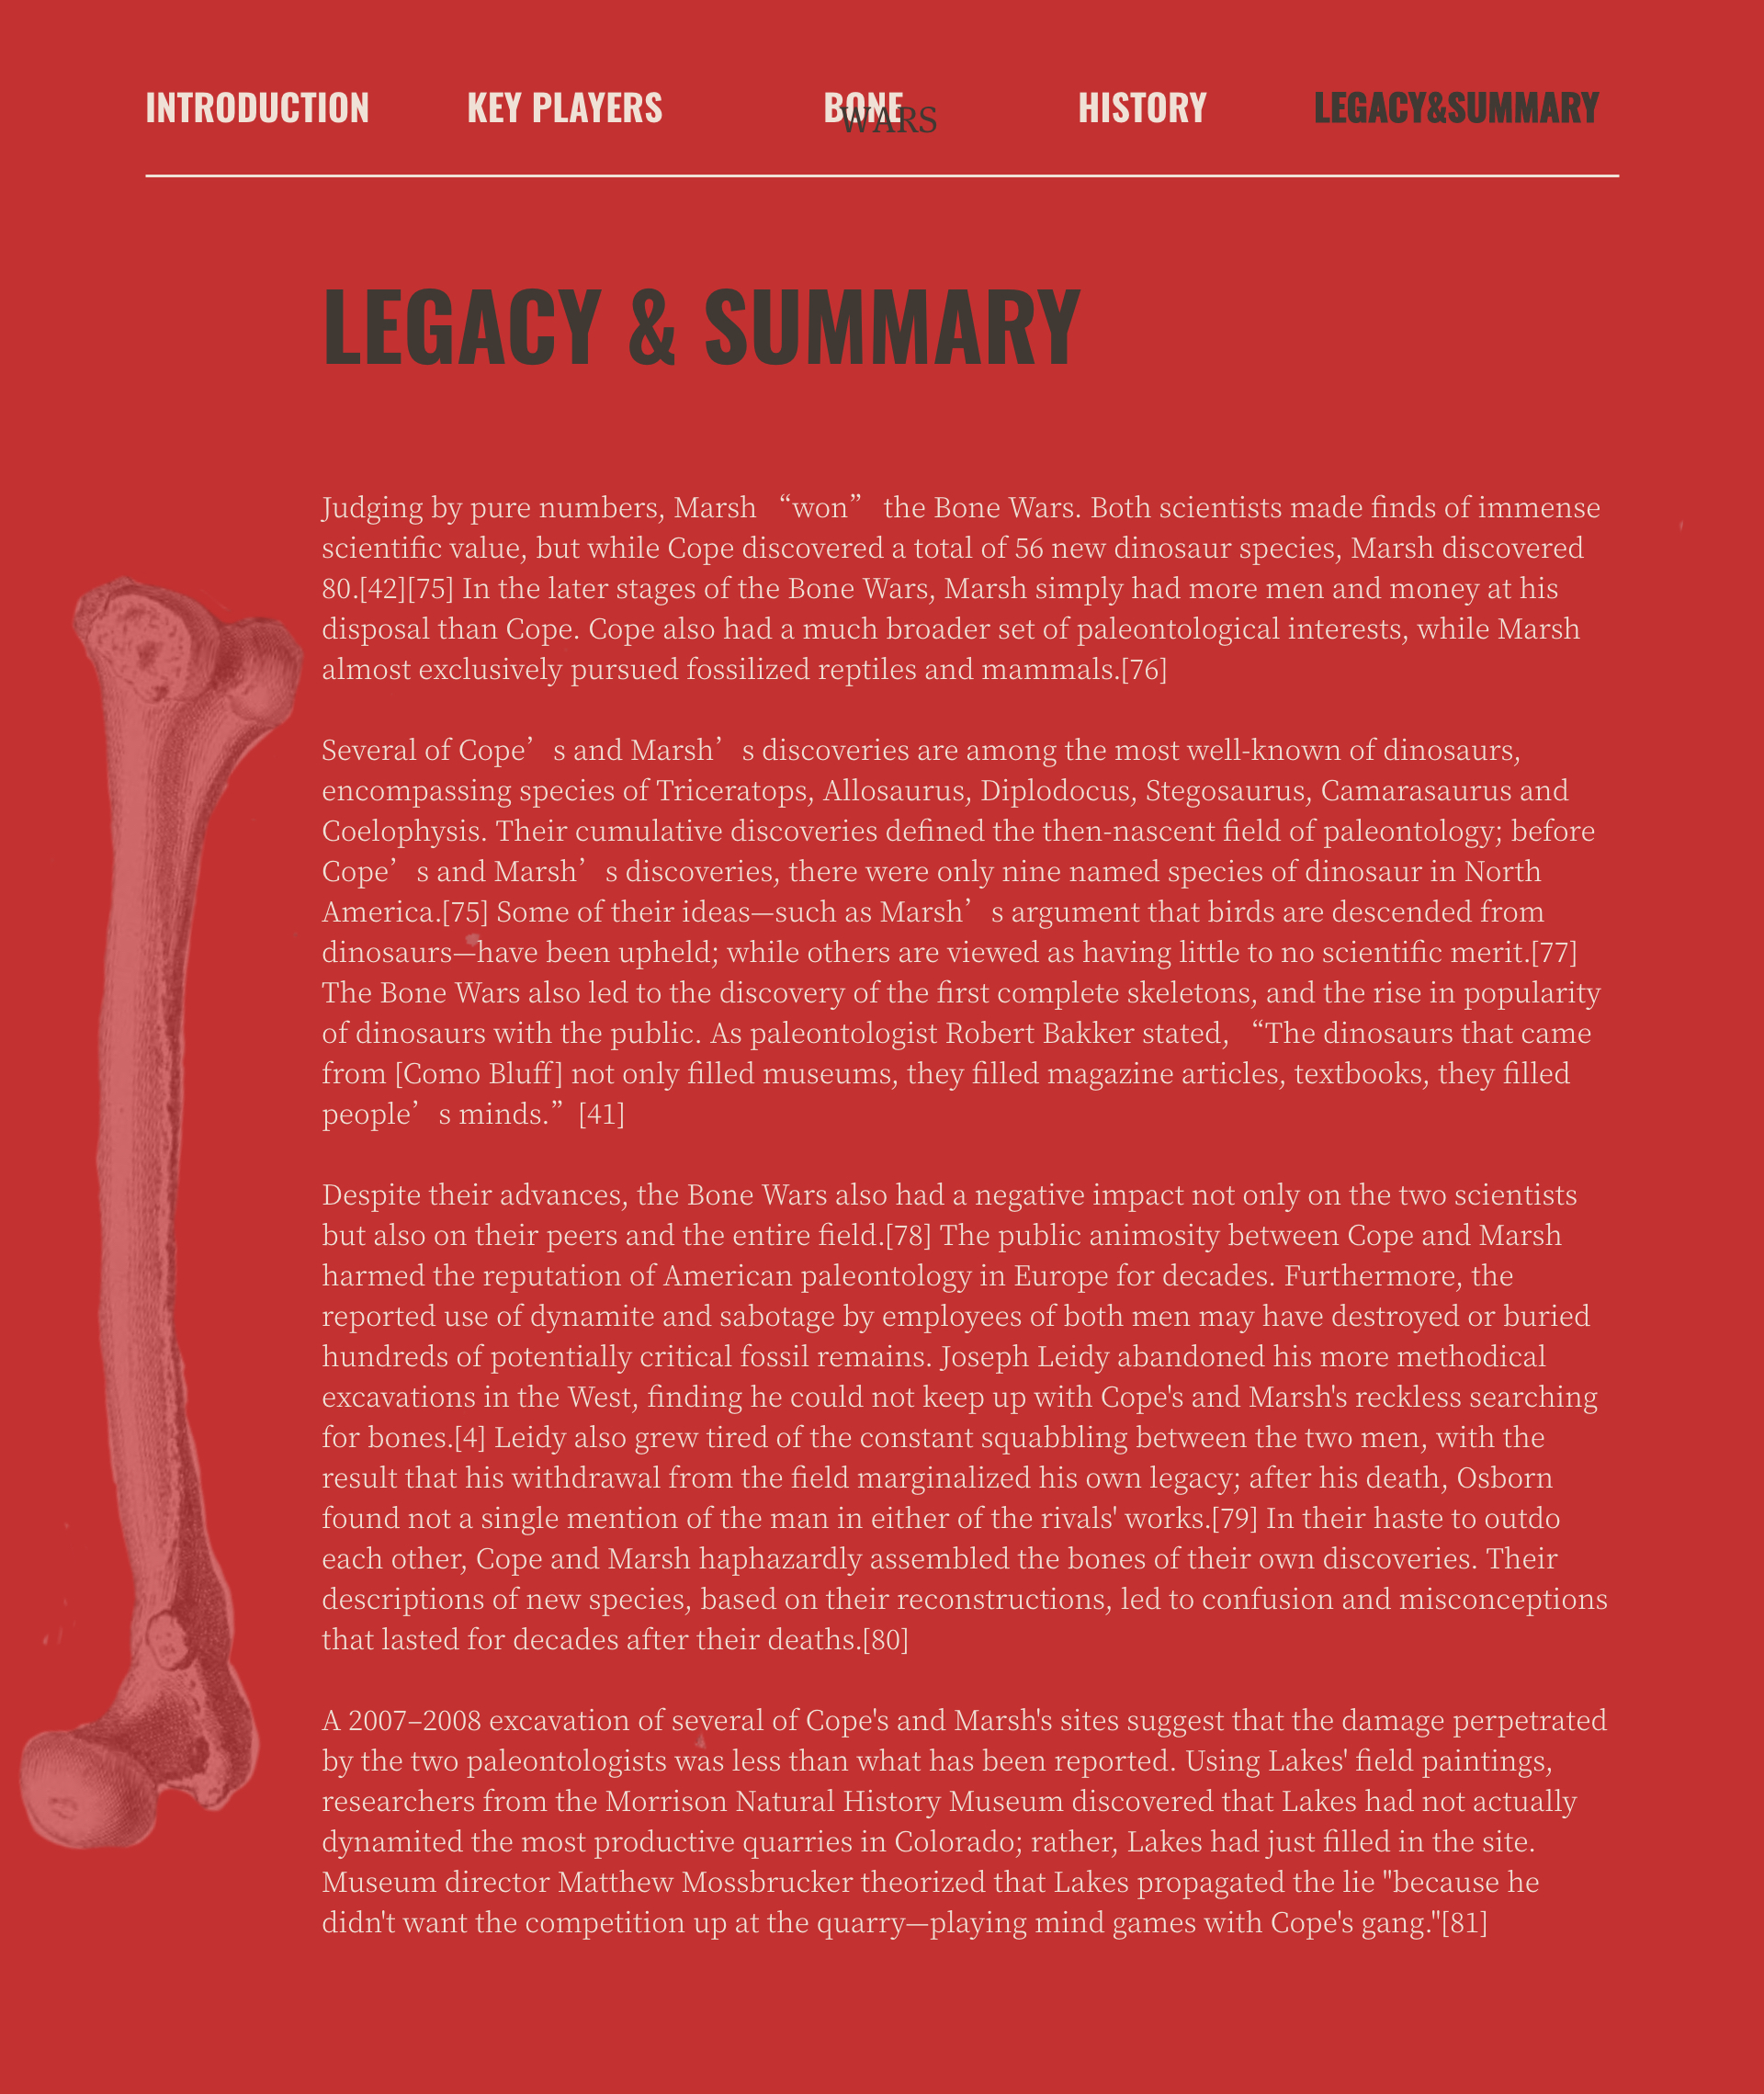 INTRODUCTION KEY PLAYERS BONE WARS HISTORY LEGACY&SUMMARY
LEGACY & SUMMARY
Judging by pure numbers, Marsh “won” the Bone Wars. Both scientists made finds of immense
scientific value, but while Cope discovered a total of 56 new dinosaur species, Marsh discovered
80.[42][75] In the later stages of the Bone Wars, Marsh simply had more men and money at his
disposal than Cope. Cope also had a much broader set of paleontological interests, while Marsh
almost exclusively pursued fossilized reptiles and mammals.[76]
Several of Cope’s and Marsh’s discoveries are among the most well-known of dinosaurs,
encompassing species of Triceratops, Allosaurus, Diplodocus, Stegosaurus, Camarasaurus and
Coelophysis. Their cumulative discoveries defined the then-nascent field of paleontology; before
Cope’s and Marsh’s discoveries, there were only nine named species of dinosaur in North
America.[75] Some of their ideas—such as Marsh’s argument that birds are descended from
dinosaurs—have been upheld; while others are viewed as having little to no scientific merit.[77]
The Bone Wars also led to the discovery of the first complete skeletons, and the rise in popularity
of dinosaurs with the public. As paleontologist Robert Bakker stated, “The dinosaurs that came
from [Como Bluff] not only filled museums, they filled magazine articles, textbooks, they filled
people’s minds.” [41]
Despite their advances, the Bone Wars also had a negative impact not only on the two scientists
but also on their peers and the entire field.[78] The public animosity between Cope and Marsh
harmed the reputation of American paleontology in Europe for decades. Furthermore, the
reported use of dynamite and sabotage by employees of both men may have destroyed or buried
hundreds of potentially critical fossil remains. Joseph Leidy abandoned his more methodical
excavations in the West, finding he could not keep up with Cope's and Marsh's reckless searching
for bones.[4] Leidy also grew tired of the constant squabbling between the two men, with the
result that his withdrawal from the field marginalized his own legacy; after his death, Osborn
found not a single mention of the man in either of the rivals' works.[79] In their haste to outdo
each other, Cope and Marsh haphazardly assembled the bones of their own discoveries. Their
descriptions of new species, based on their reconstructions, led to confusion and misconceptions
that lasted for decades after their deaths.[80]
A 2007–2008 excavation of several of Cope's and Marsh's sites suggest that the damage perpetrated
by the two paleontologists was less than what has been reported. Using Lakes' field paintings,
researchers from the Morrison Natural History Museum discovered that Lakes had not actually
dynamited the most productive quarries in Colorado; rather, Lakes had just filled in the site.
Museum director Matthew Mossbrucker theorized that Lakes propagated the lie "because he
didn't want the competition up at the quarry—playing mind games with Cope's gang."[81]